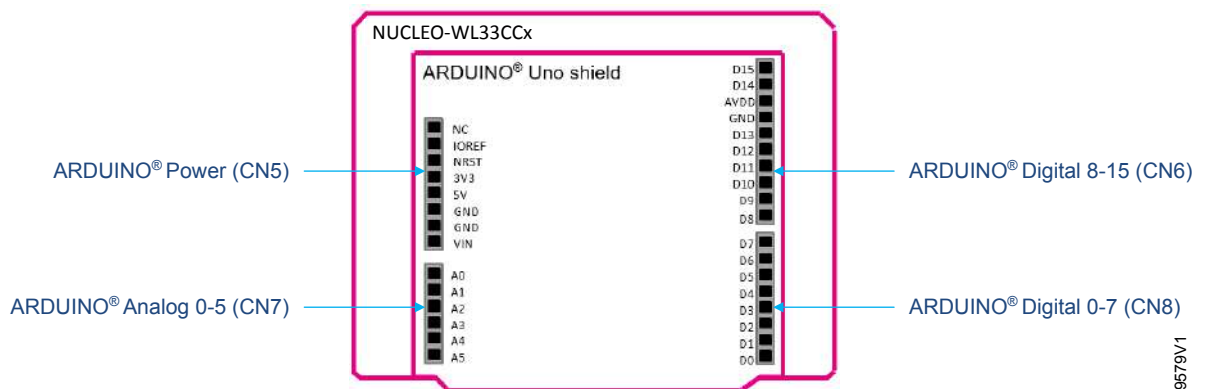 NUCLEO-WL33CCx
ARDUINO® Uno shield
NC
IOREF
NRST
3V3
5V
GND
GND
VIN
A0
A1
A2
A3
A4
A5
D15
D14
AVDD
GND
D13
D12
D11
D10
D9
D8
D7
D6
D5
D4
D3
D2
D1
D0
ARDUINO® Power (CN5)
ARDUINO® Analog 0-5 (CN7)
ARDUINO® Digital 8-15 (CN6)
ARDUINO® Digital 0-7 (CN8)
9579V1